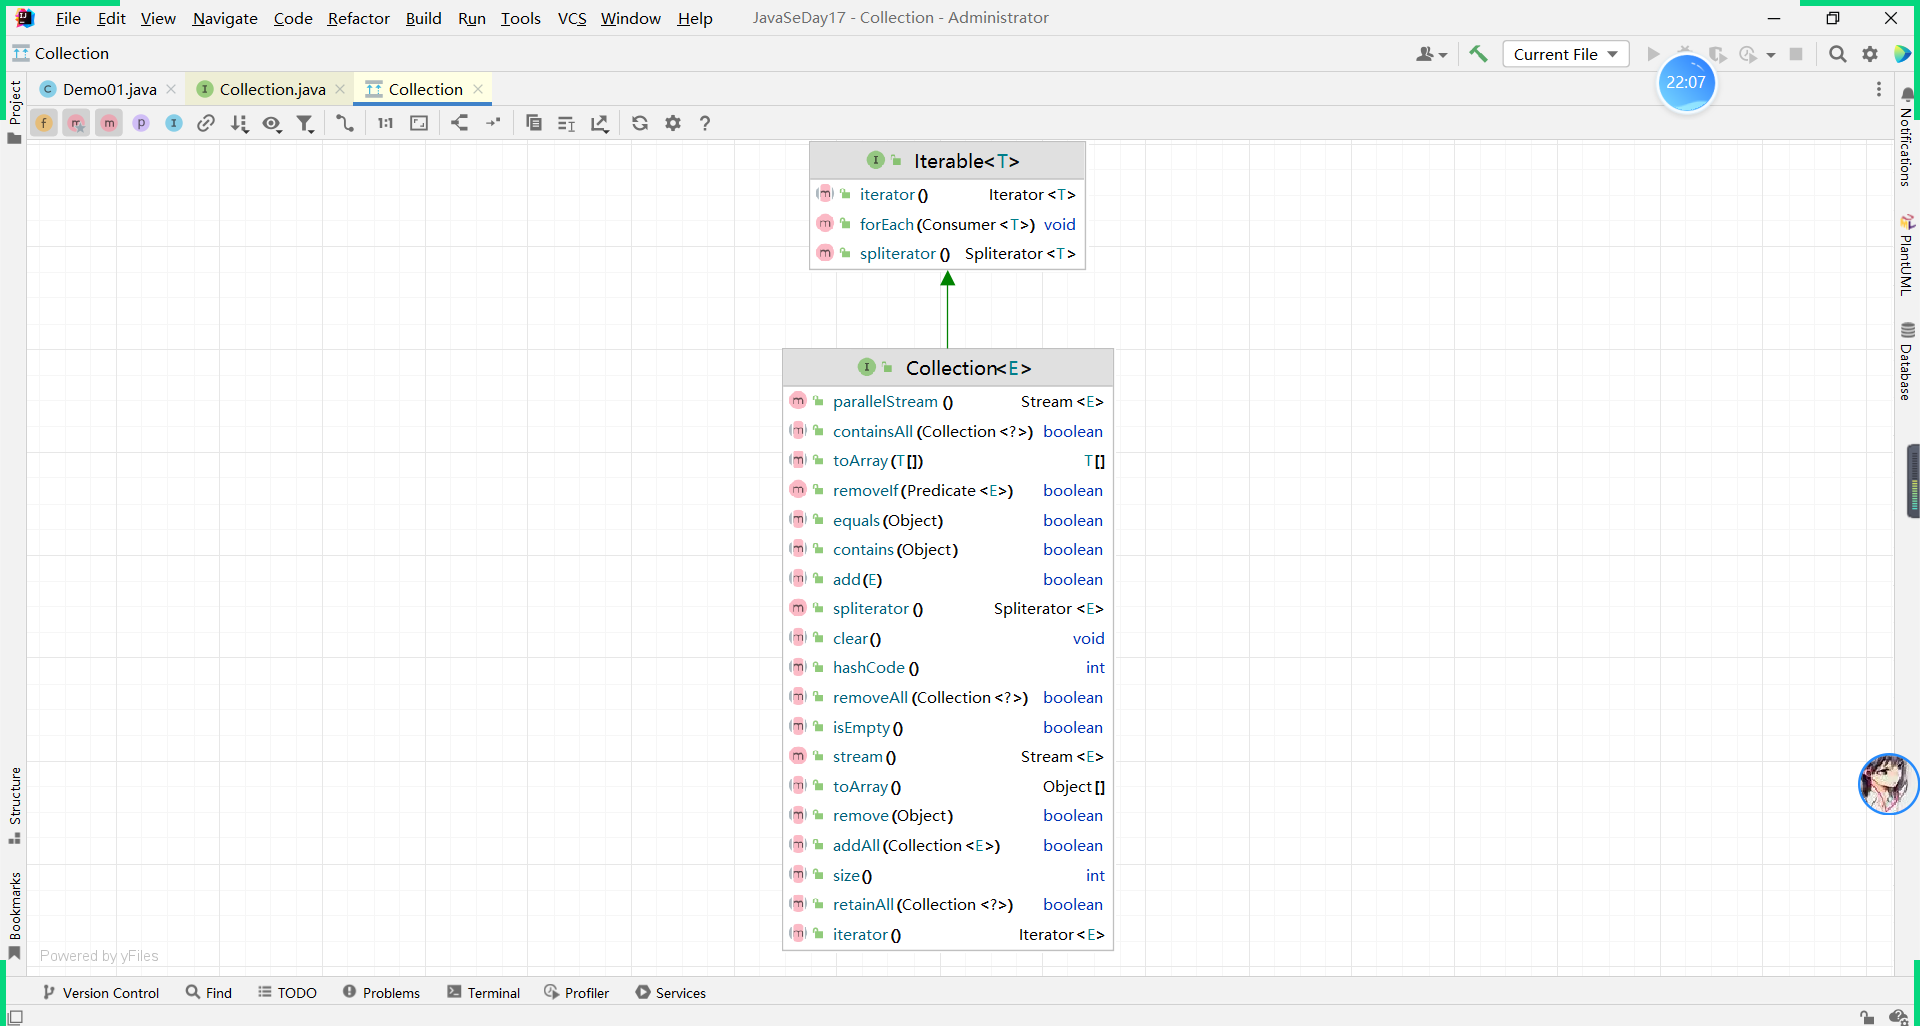 File Edit View Navigate Code Refactor Build Run Tools VCS Window Help JavaSeDay17 - Collection - Administrator
Collection
Current File
22:07
Demo01.java
Collection.java
Collection
Project
f m m p I 1:1 ?
Notifications
PlantUML
Database
I Iterable<T>
m iterator() Iterator<T>
m forEach(Consumer<T>) void
m spliterator() Spliterator<T>
I Collection<E>
m parallelStream() Stream<E>
m containsAll(Collection<?>) boolean
m toArray(T[]) T[]
m removeIf(Predicate<E>) boolean
m equals(Object) boolean
m contains(Object) boolean
m add(E) boolean
m spliterator() Spliterator<E>
m clear() void
m hashCode() int
m removeAll(Collection<?>) boolean
m isEmpty() boolean
m stream() Stream<E>
m toArray() Object[]
m remove(Object) boolean
m addAll(Collection<E>) boolean
m size() int
m retainAll(Collection<?>) boolean
m iterator() Iterator<E>
Structure
Bookmarks
Powered by yFiles
Version Control Find TODO Problems Terminal Profiler Services